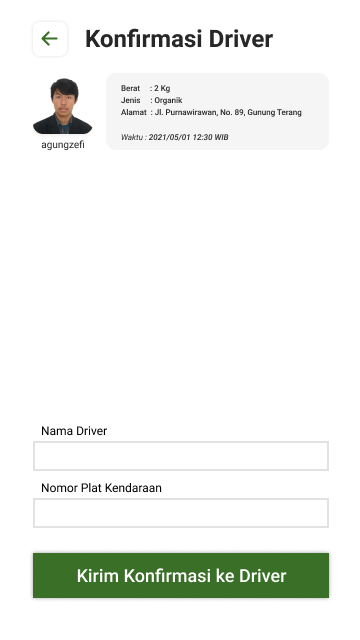 Konfirmasi Driver
Berat : 2 Kg
Jenis : Organik
Alamat : Jl. Purnawirawan, No. 89, Gunung Terang
Waktu : 2021/05/01 12:30 WIB
agungzefi
Nama Driver
Nomor Plat Kendaraan
Kirim Konfirmasi ke Driver